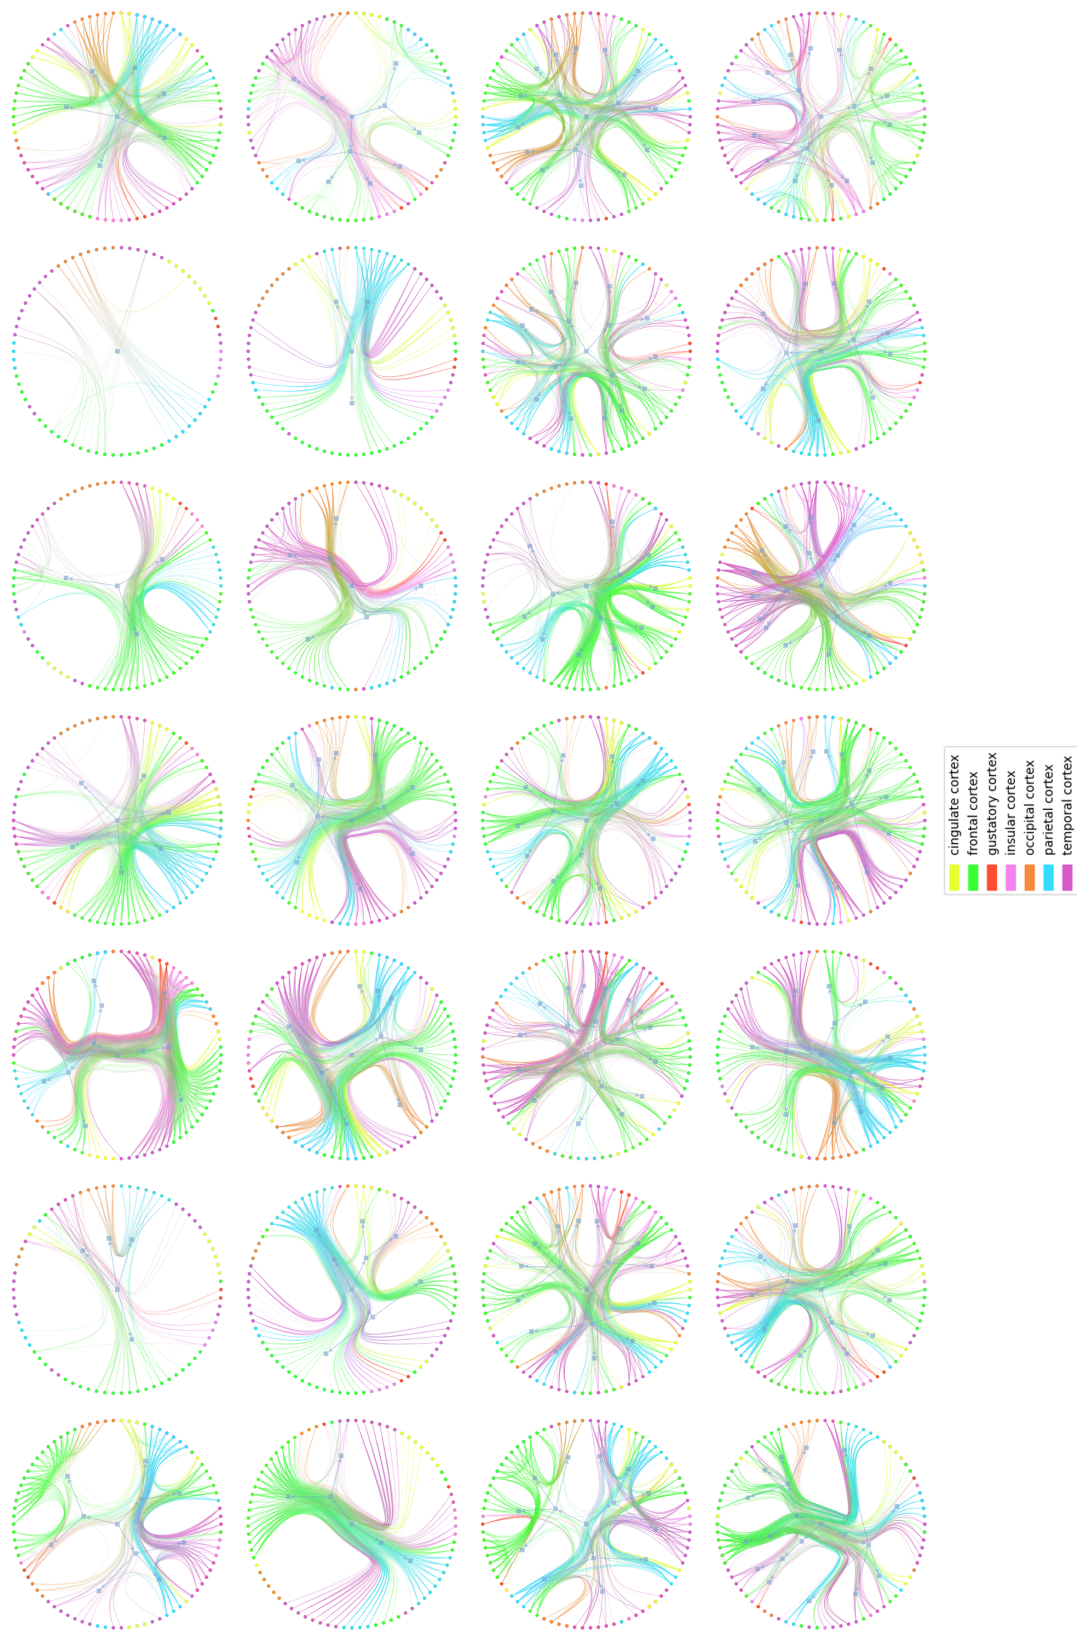 cingulate cortex
frontal cortex
gustatory cortex
insular cortex
occipital cortex
parietal cortex
temporal cortex